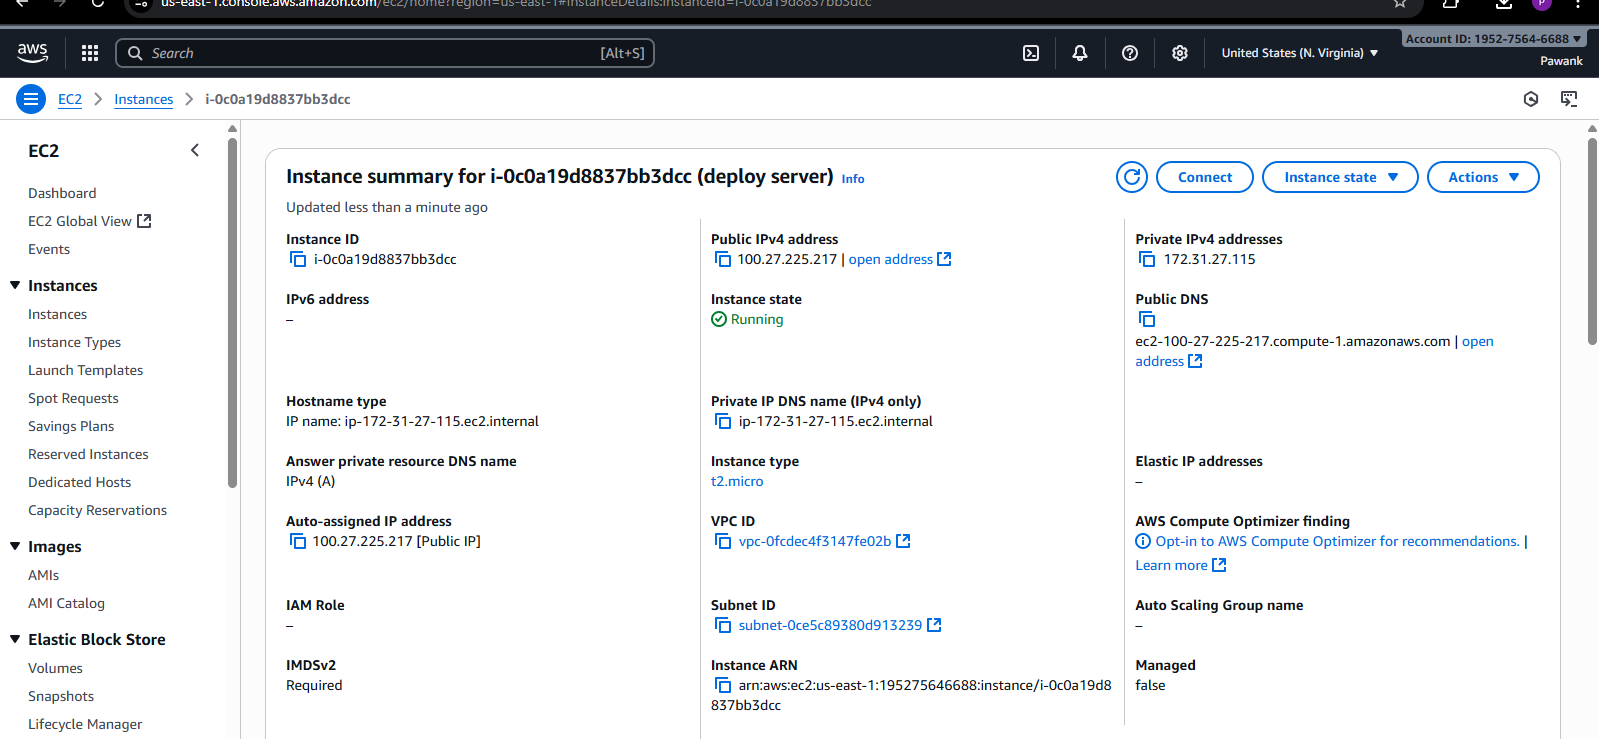 us-east-1.console.aws.amazon.com/ec2/home?region=us-east-1#InstanceDetails:instanceId=i-0c0a19d8837bb3dcc
P
aws
Search
[Alt+S]
United States (N. Virginia)
Account ID: 1952-7564-6688
Pawank
EC2
Instances
i-0c0a19d8837bb3dcc
EC2
Dashboard
EC2 Global View
Events
Instances
Instances
Instance Types
Launch Templates
Spot Requests
Savings Plans
Reserved Instances
Dedicated Hosts
Capacity Reservations
Images
AMIs
AMI Catalog
Elastic Block Store
Volumes
Snapshots
Lifecycle Manager
Instance summary for i-0c0a19d8837bb3dcc (deploy server) Info
Updated less than a minute ago
Connect
Instance state
Actions
Instance ID
i-0c0a19d8837bb3dcc
Public IPv4 address
100.27.225.217 | open address
Private IPv4 addresses
172.31.27.115
IPv6 address
–
Instance state
Running
Public DNS
ec2-100-27-225-217.compute-1.amazonaws.com | open
address
Hostname type
IP name: ip-172-31-27-115.ec2.internal
Private IP DNS name (IPv4 only)
ip-172-31-27-115.ec2.internal
Answer private resource DNS name
IPv4 (A)
Instance type
t2.micro
Elastic IP addresses
–
Auto-assigned IP address
100.27.225.217 [Public IP]
VPC ID
vpc-0fcdec4f3147fe02b
AWS Compute Optimizer finding
Opt-in to AWS Compute Optimizer for recommendations. |
Learn more
IAM Role
–
Subnet ID
subnet-0ce5c89380d913239
Auto Scaling Group name
–
IMDSv2
Required
Instance ARN
arn:aws:ec2:us-east-1:195275646688:instance/i-0c0a19d8
837bb3dcc
Managed
false